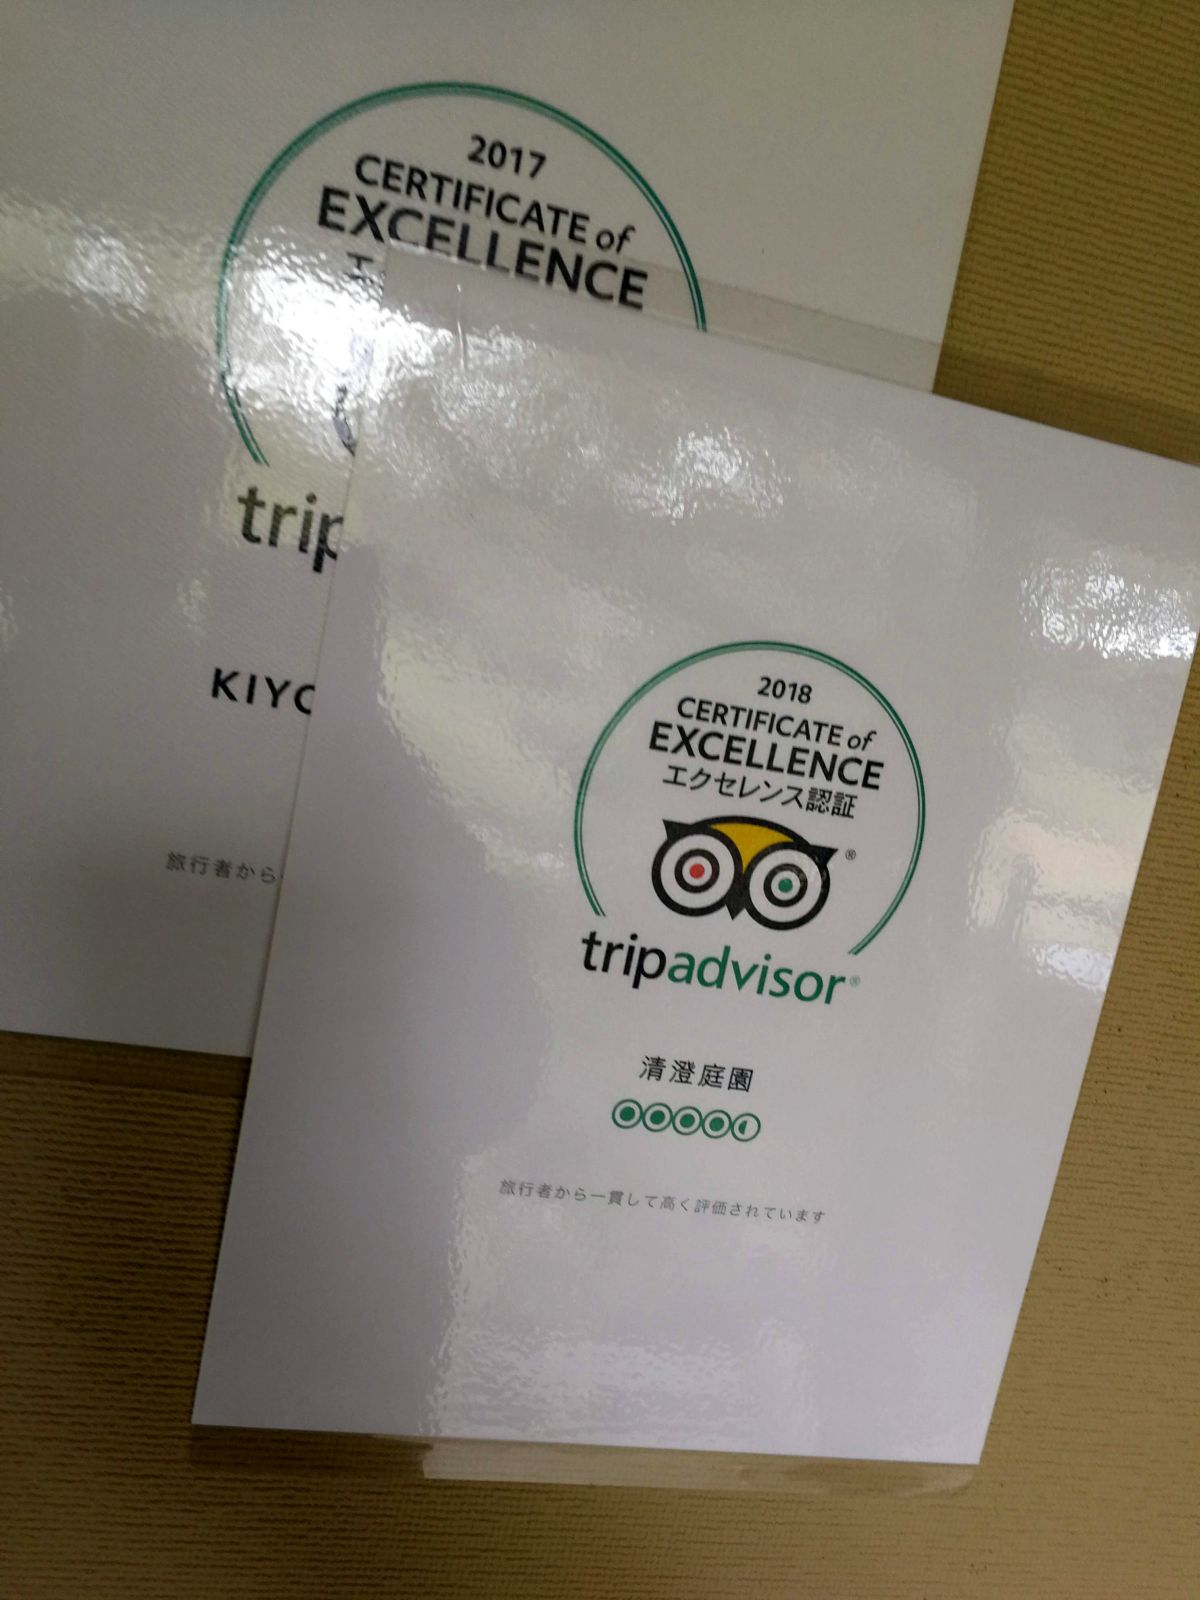 2017
CERTIFICATE of
EXCELLENCE
エ
trip
KIYO
旅行者から
2018
CERTIFICATE of
EXCELLENCE
エクセレンス認証
®
tripadvisor®
清澄庭園
旅行者から一貫して高く評価されています